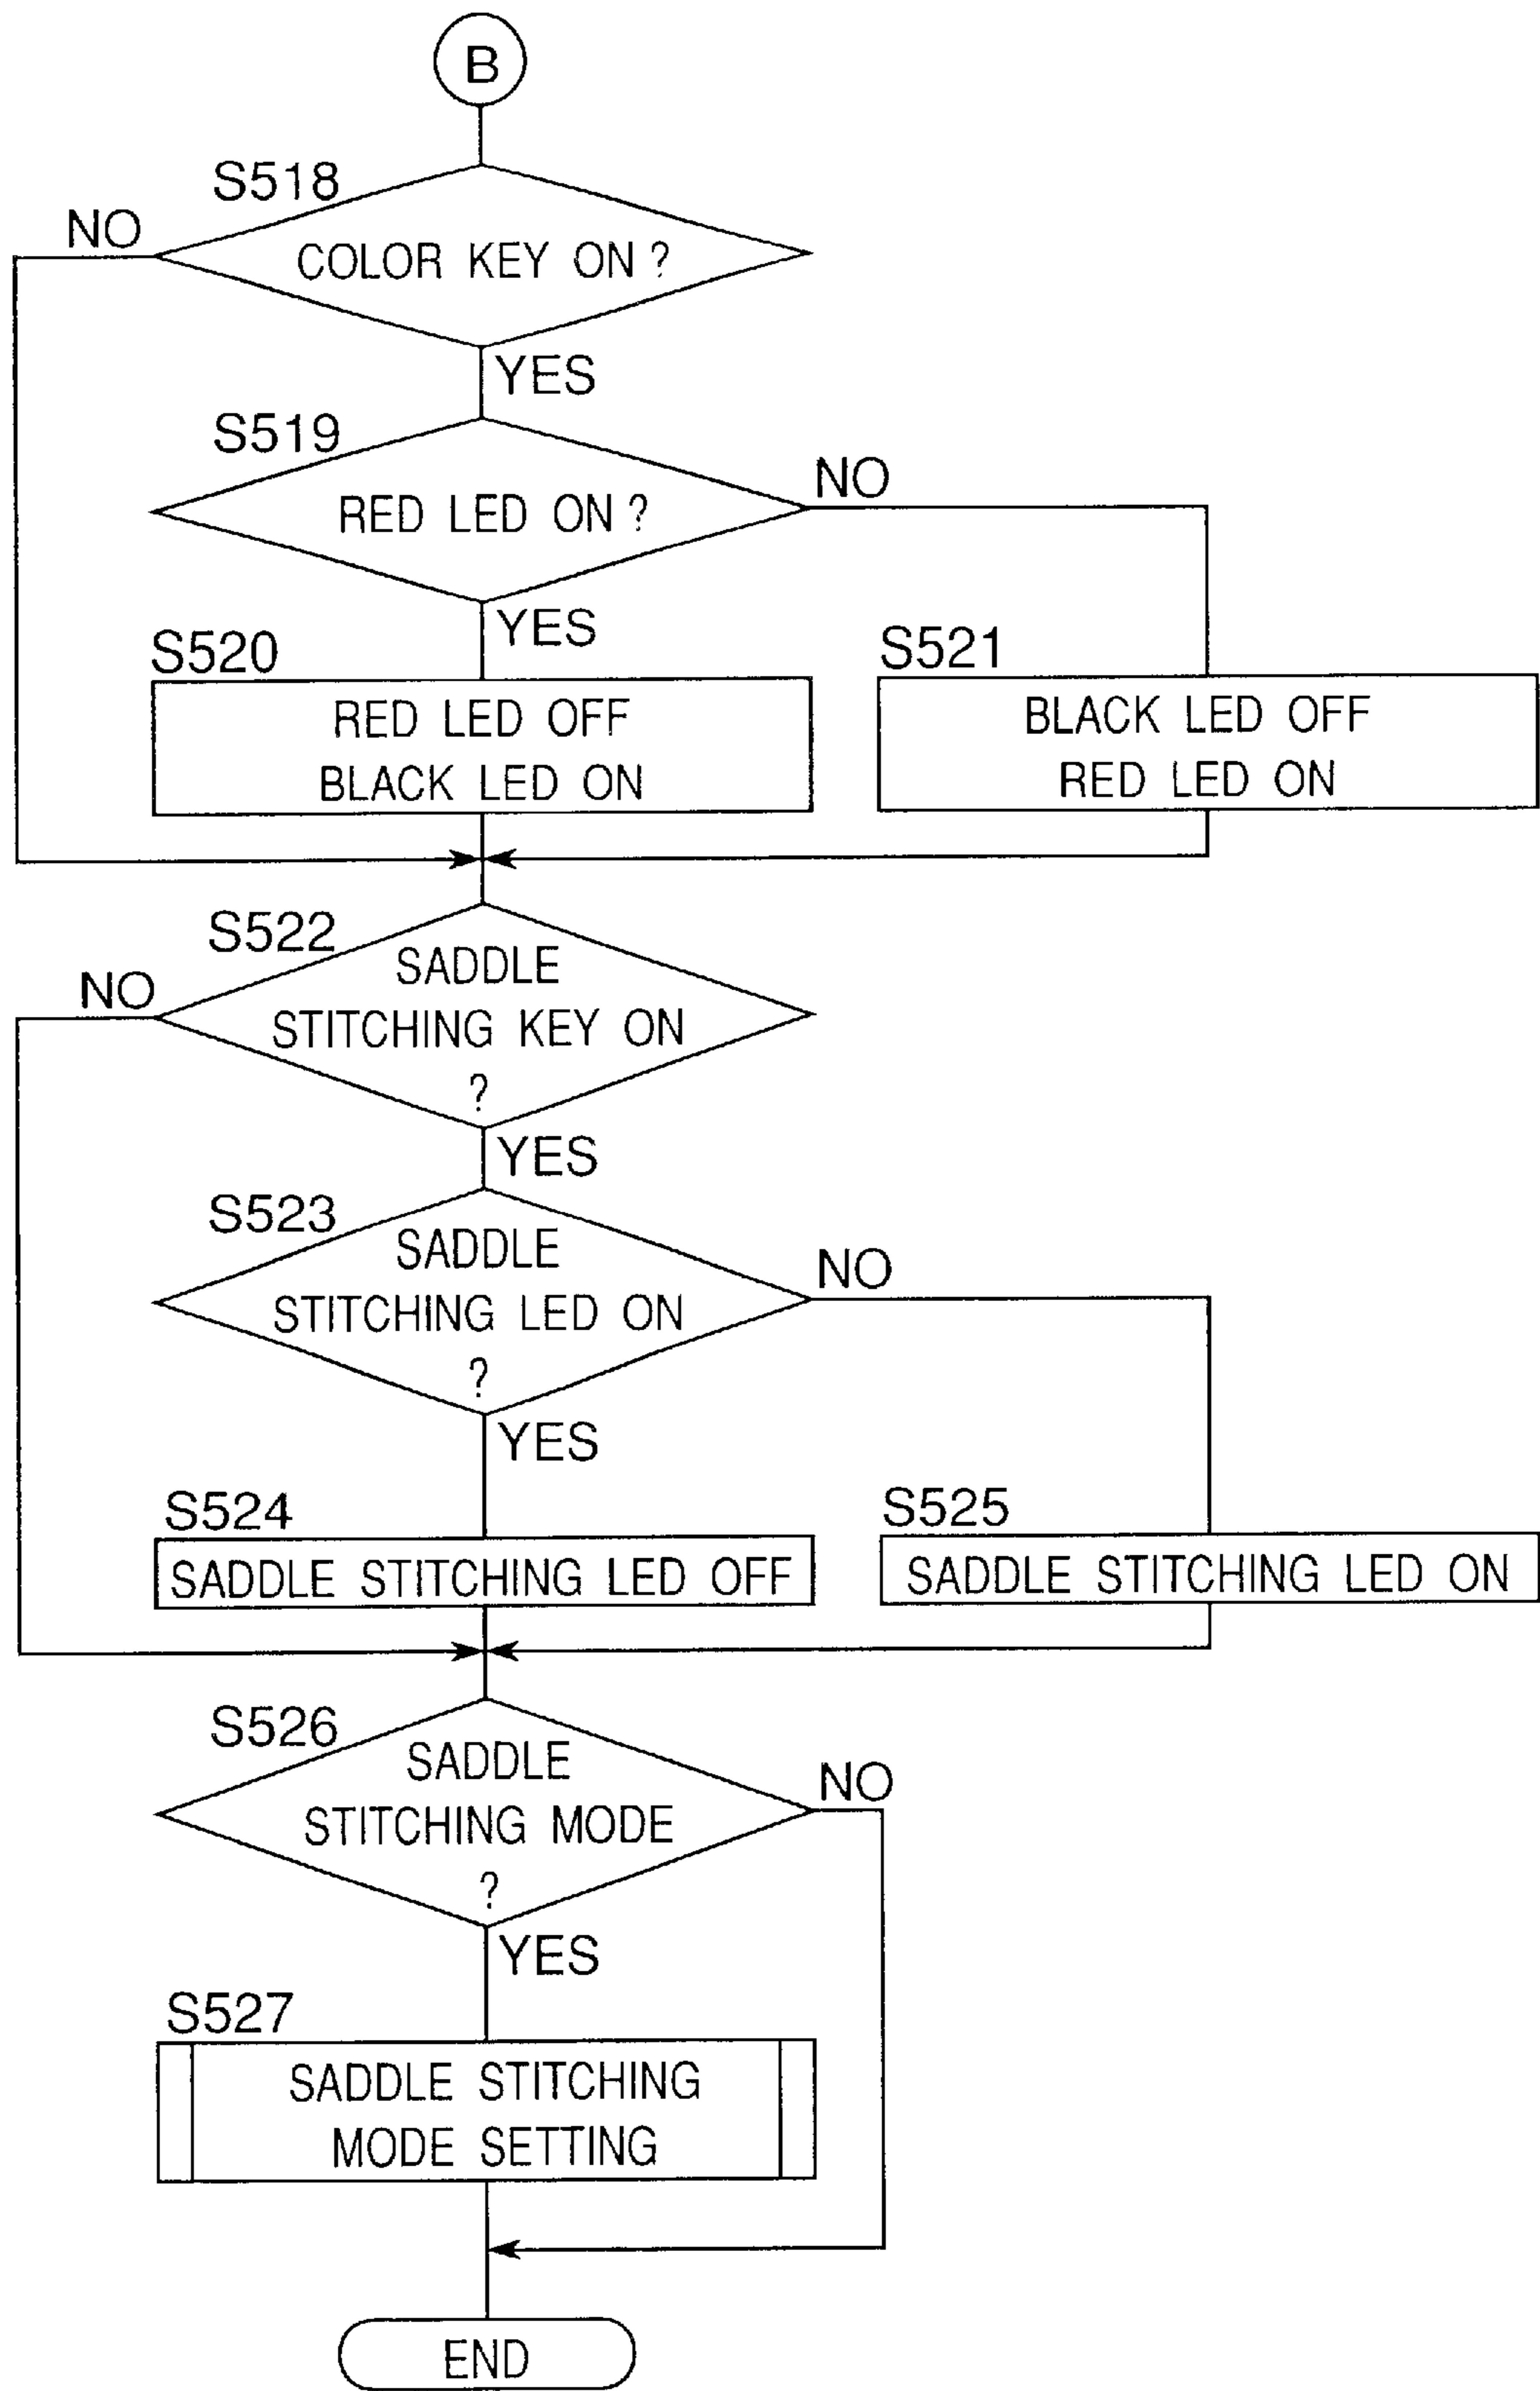 B
S518
NO
COLOR KEY ON ?
YES
S519
NO
RED LED ON ?
YES
S520
RED LED OFF
BLACK LED ON
S521
BLACK LED OFF
RED LED ON
S522
NO
SADDLE
STITCHING KEY ON
?
YES
S523
NO
SADDLE
STITCHING LED ON
?
YES
S524
SADDLE STITCHING LED OFF
S525
SADDLE STITCHING LED ON
S526
NO
SADDLE
STITCHING MODE
?
YES
S527
SADDLE STITCHING
MODE SETTING
END